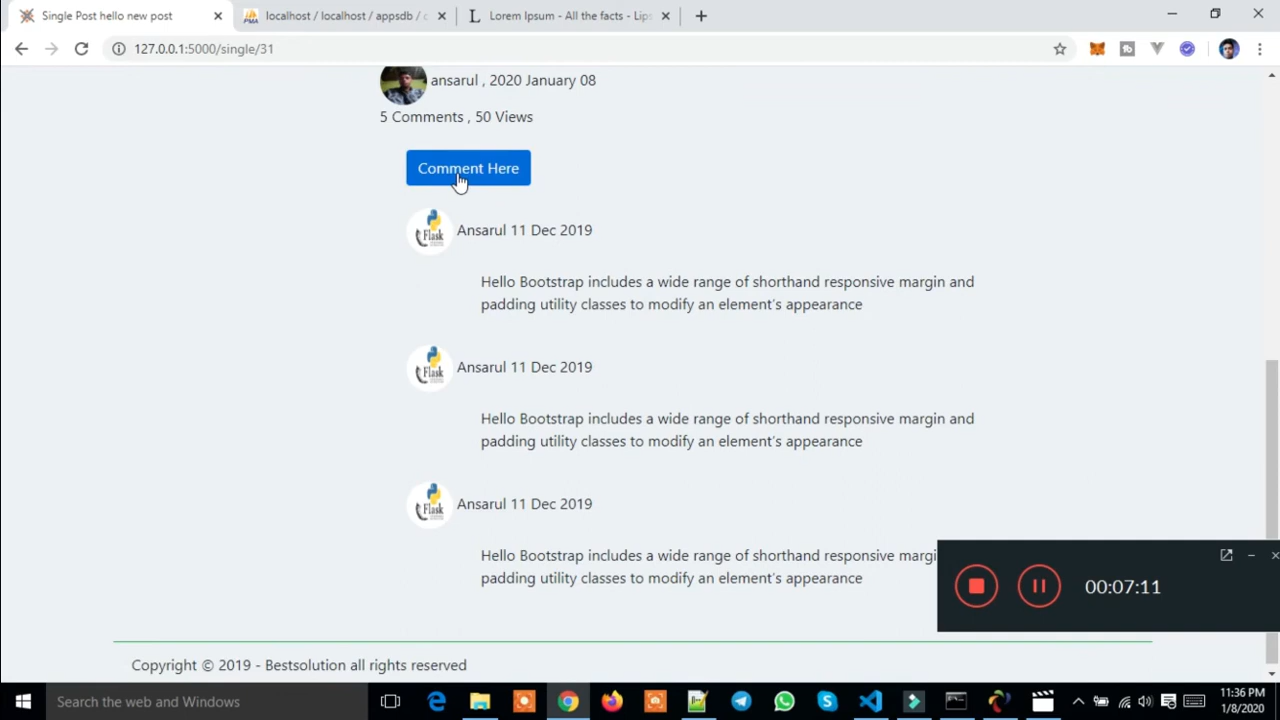 Single Post hello new post
localhost / localhost / appsdb /
Lorem Ipsum - All the facts - Lips
127.0.0.1:5000/single/31
ansarul , 2020 January 08
5 Comments , 50 Views
Comment Here
Flask
Ansarul 11 Dec 2019
Hello Bootstrap includes a wide range of shorthand responsive margin and
padding utility classes to modify an element's appearance
Flask
Ansarul 11 Dec 2019
Hello Bootstrap includes a wide range of shorthand responsive margin and
padding utility classes to modify an element's appearance
Flask
Ansarul 11 Dec 2019
Hello Bootstrap includes a wide range of shorthand responsive margi
padding utility classes to modify an element's appearance
00:07:11
Copyright © 2019 - Bestsolution all rights reserved
Search the web and Windows
11:36 PM
1/8/2020